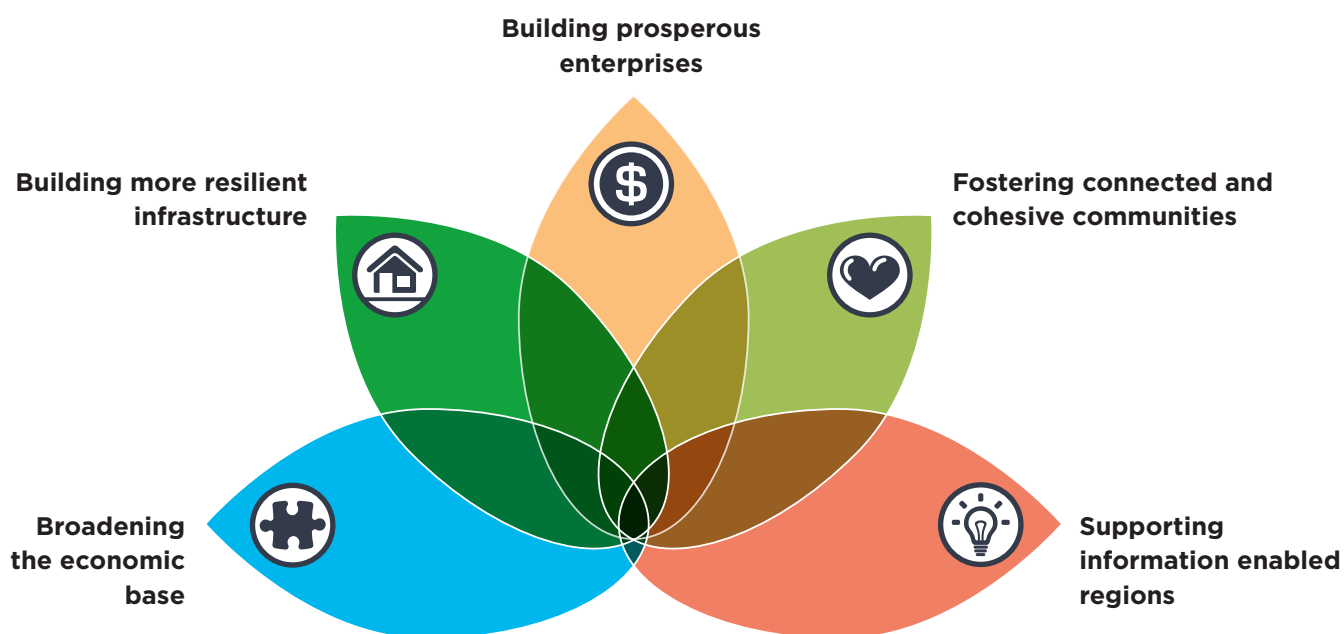 Building prosperous
enterprises
Building more resilient
infrastructure
$
Fostering connected and
cohesive communities
Broadening
the economic
base
Supporting
information enabled
regions